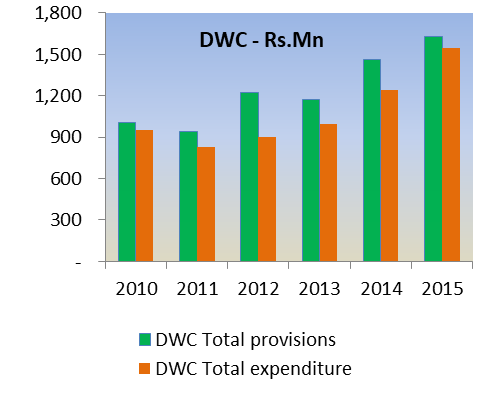 DWC - Rs.Mn
1,800
1,500
1,200
900
600
300
-
2010 2011 2012 2013 2014 2015
DWC Total provisions
DWC Total expenditure